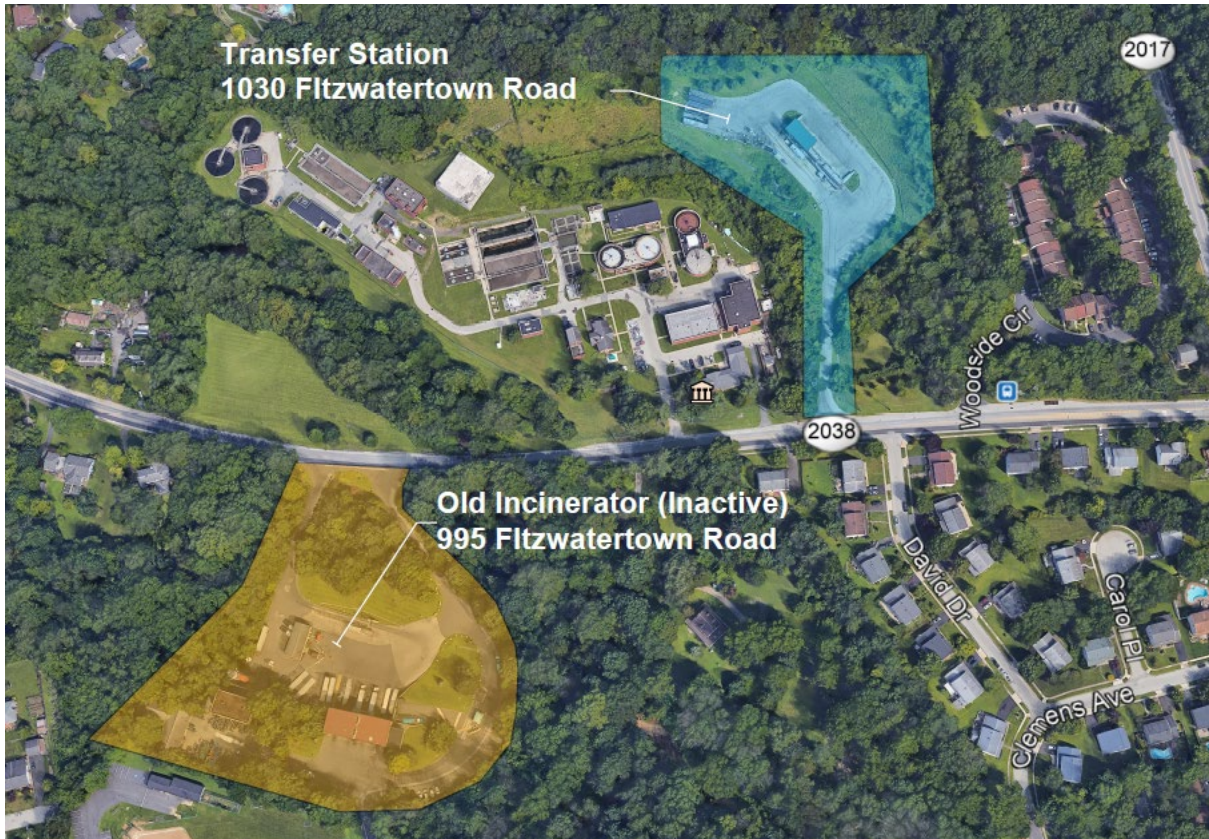 Transfer Station
1030 FItzwatertown Road
2017
Woodside Cir
2038
Old Incinerator (Inactive)
995 FItzwatertown Road
David Dr
Carol Pl
Clemens Ave